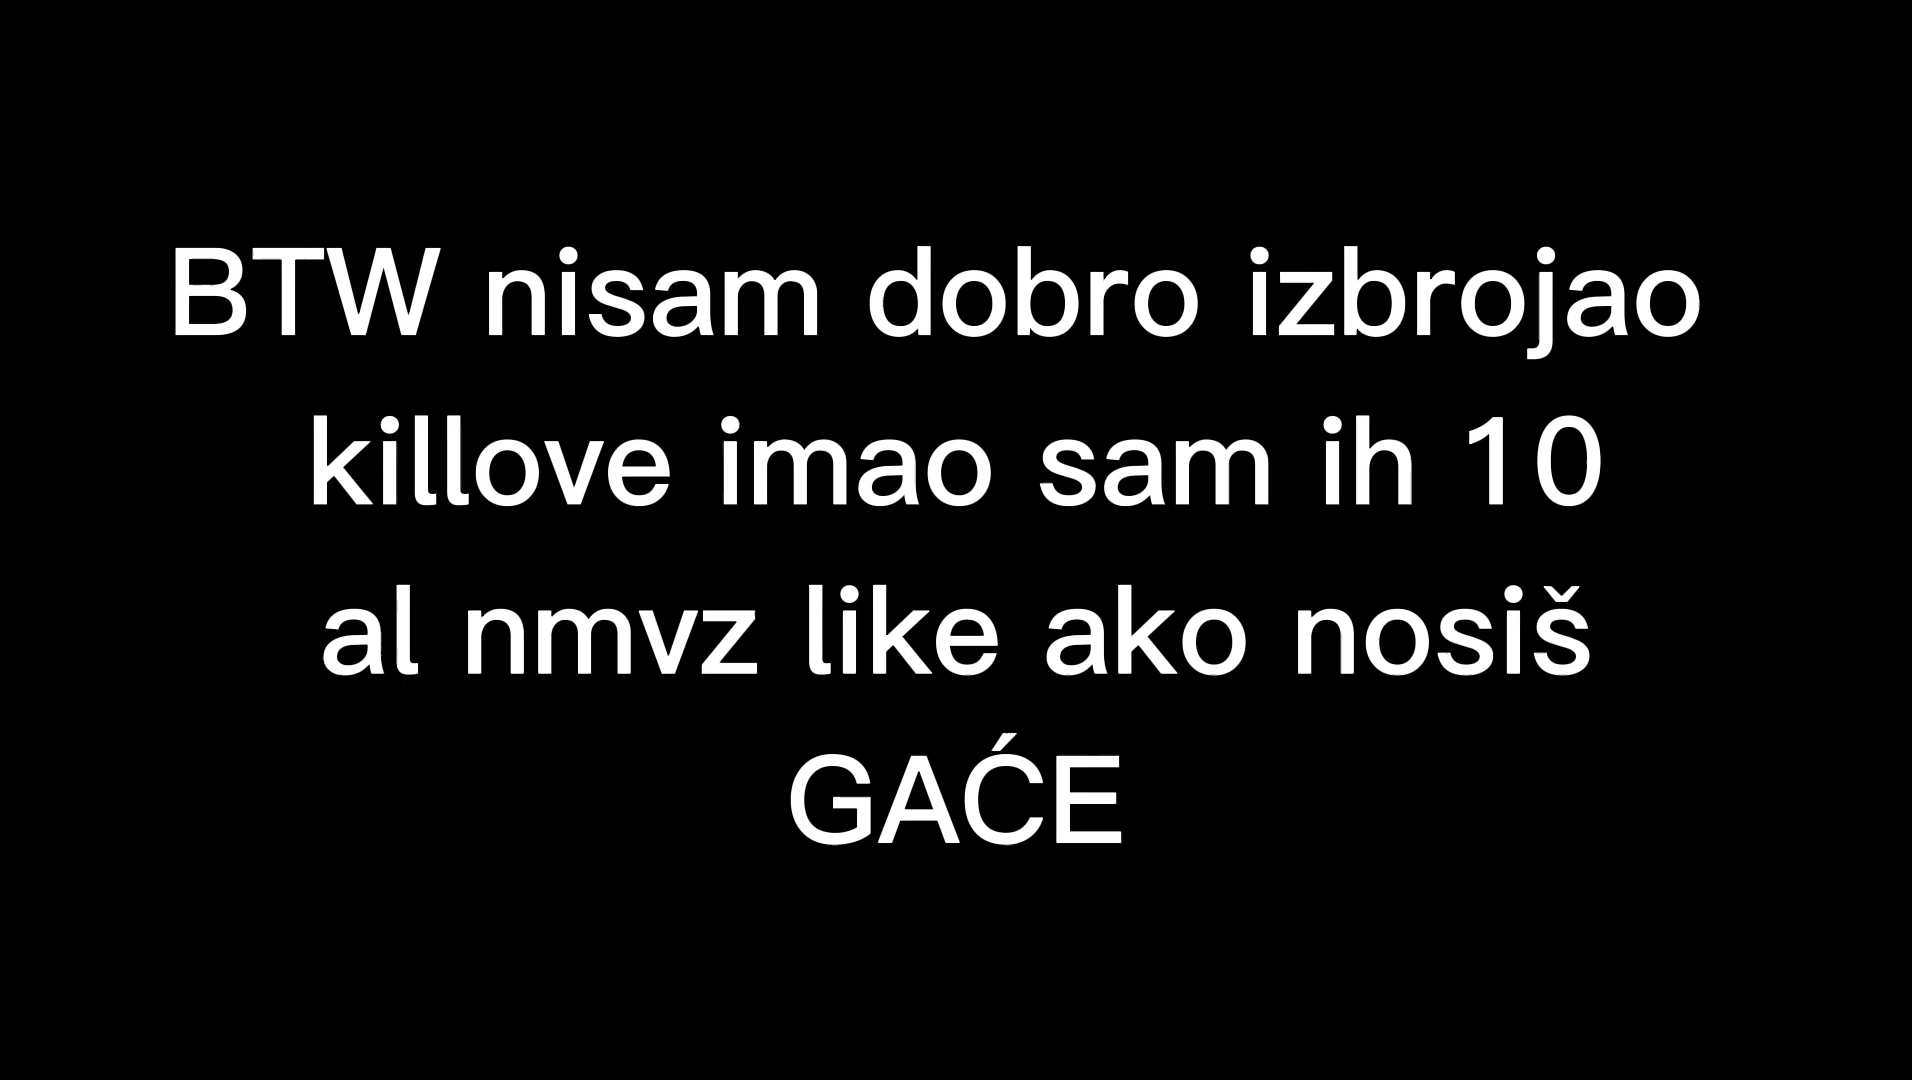 BTW nisam dobro izbrojao
killove imao sam ih 10
al nmvz like ako nosiš
GAĆE